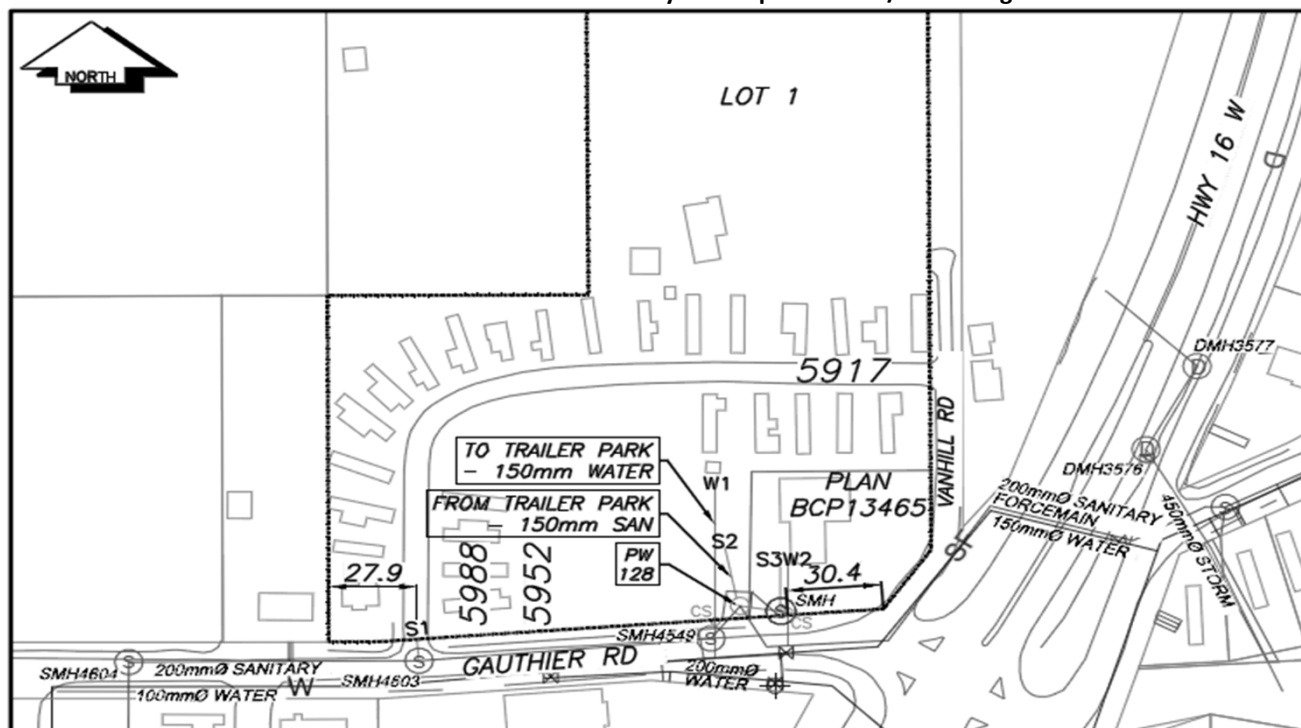 NORTH
LOT 1
HWY 16 W
D
DMH3577
5917
VANHILL RD
TO TRAILER PARK
- 150mm WATER
W1
PLAN
BCP13465
DMH3576
FROM TRAILER PARK
- 150mm SAN
200mmØ SANITARY
FORCEMAIN
150mmØ WATER
450mmØ STORM
S
S2
SF
PW
128
S3W2
30.4
27.9
5988
5952
SMH
S
CS
CS
S1
SMH4549
S
SMH4604
S
200mmØ SANITARY
SMH4603
S
GAUTHIER RD
200mmØ
WATER
100mmØ WATER
W